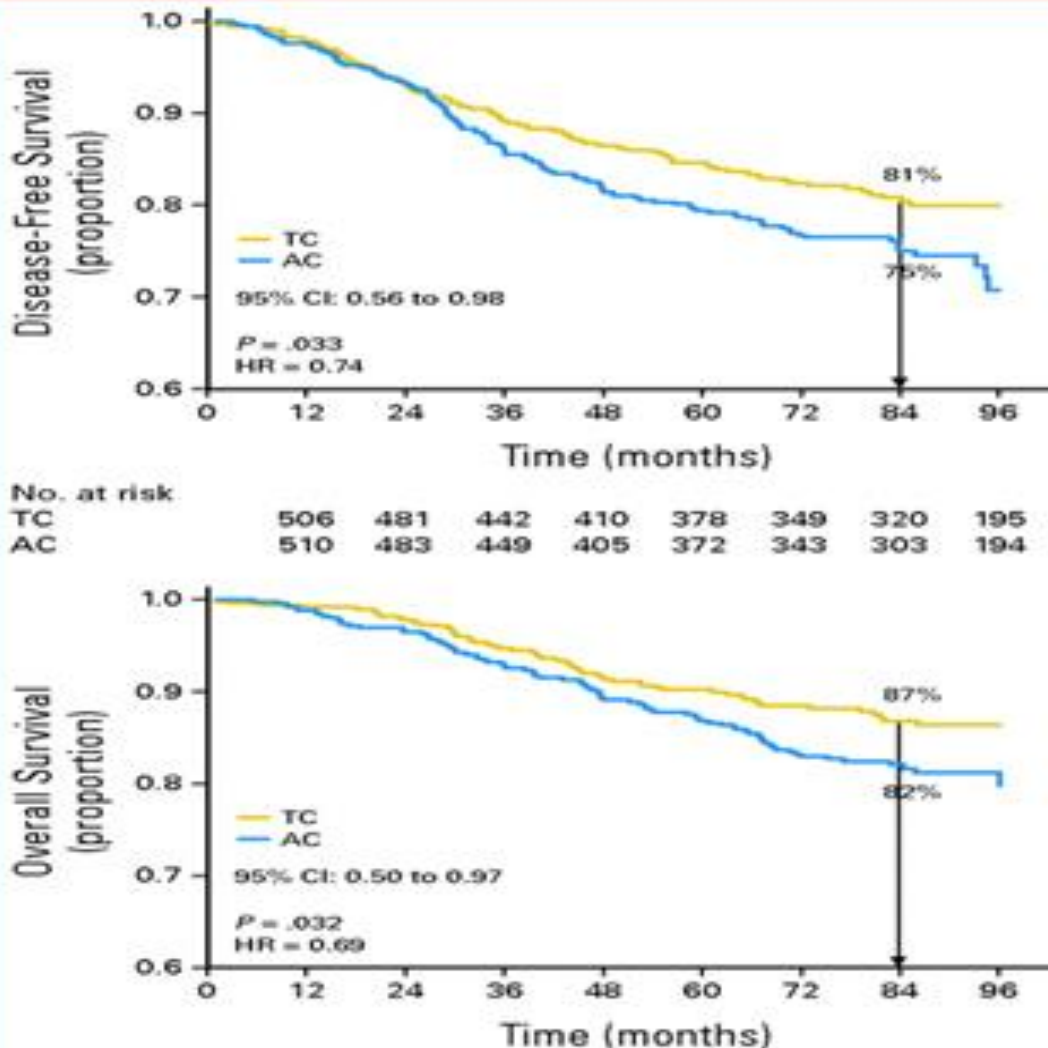 Disease-Free Survival
(proportion)
1.0
0.9
0.8
0.7
0.6
81%
75%
TC
AC
95% CI: 0.56 to 0.98
P = .033
HR = 0.74
0 12 24 36 48 60 72 84 96
Time (months)
No. at risk
TC 506 481 442 410 378 349 320 195
AC 510 483 449 405 372 343 303 194
Overall Survival
(proportion)
1.0
0.9
0.8
0.7
0.6
87%
82%
TC
AC
95% CI: 0.50 to 0.97
P = .032
HR = 0.69
0 12 24 36 48 60 72 84 96
Time (months)